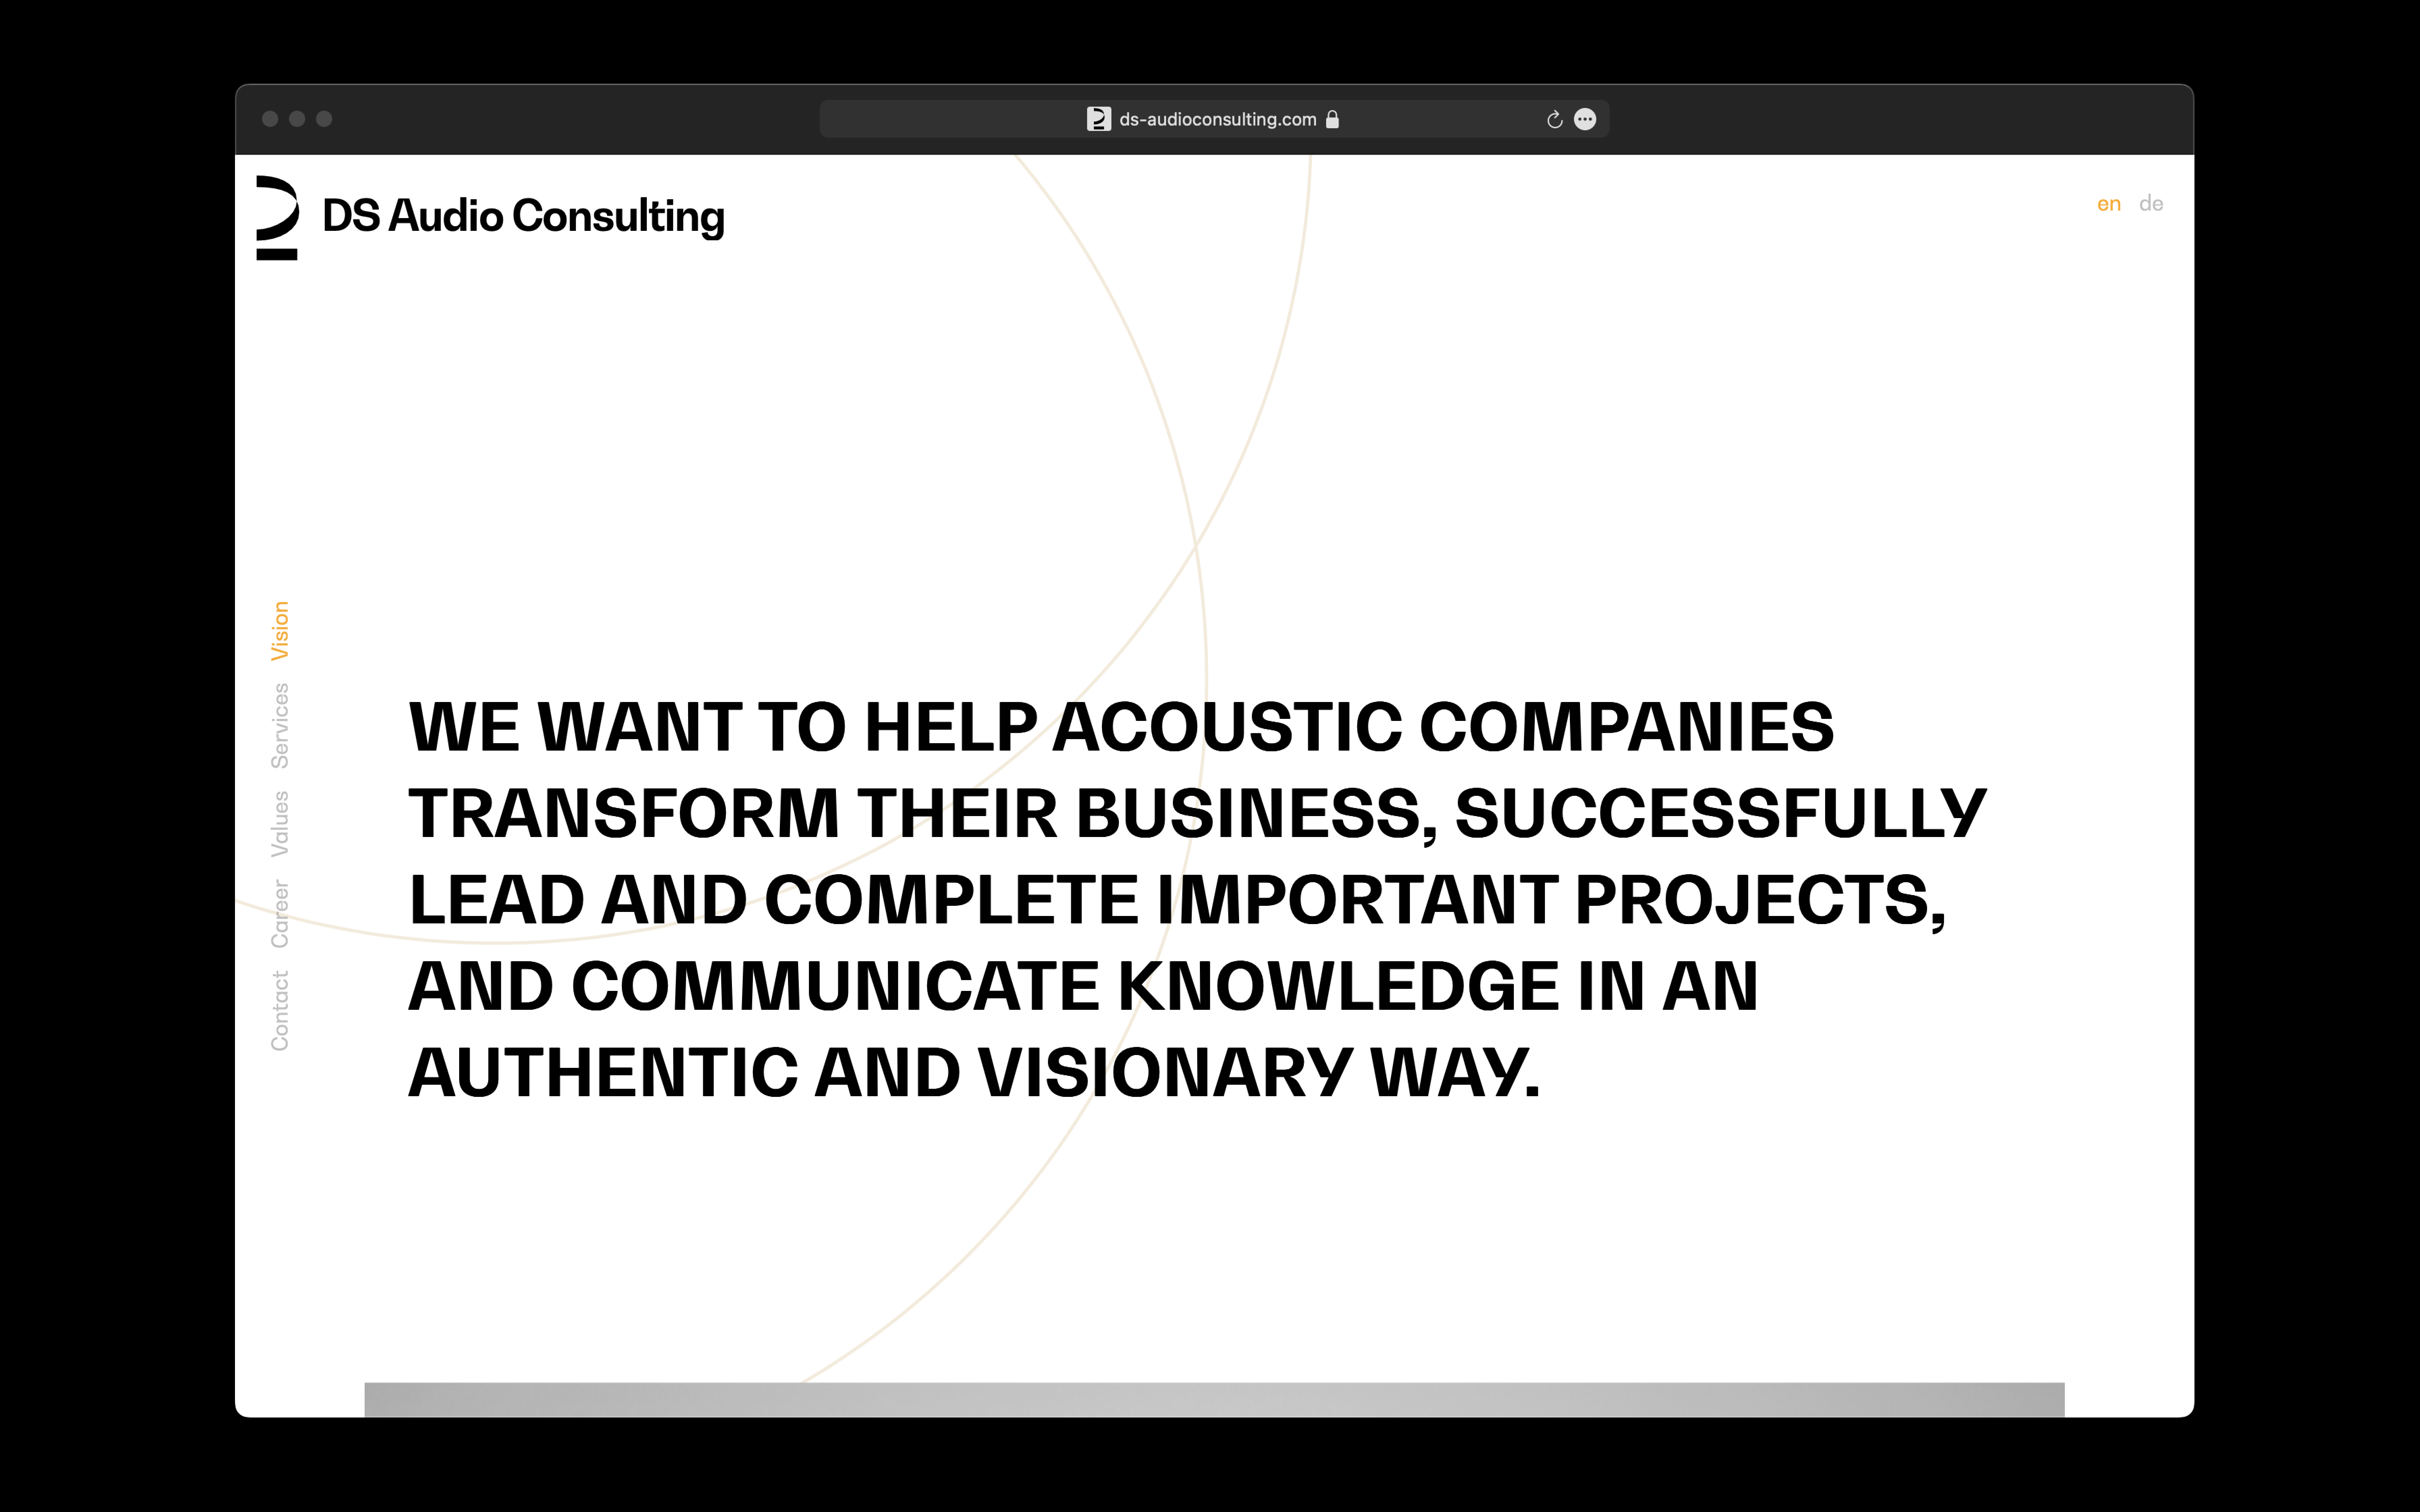 ds-audioconsulting.com
DS Audio Consulting
en de
Vision
Services
Values
Career
Contact
WE WANT TO HELP ACOUSTIC COMPANIES
TRANSFORM THEIR BUSINESS, SUCCESSFULLY
LEAD AND COMPLETE IMPORTANT PROJECTS,
AND COMMUNICATE KNOWLEDGE IN AN
AUTHENTIC AND VISIONARY WAY.